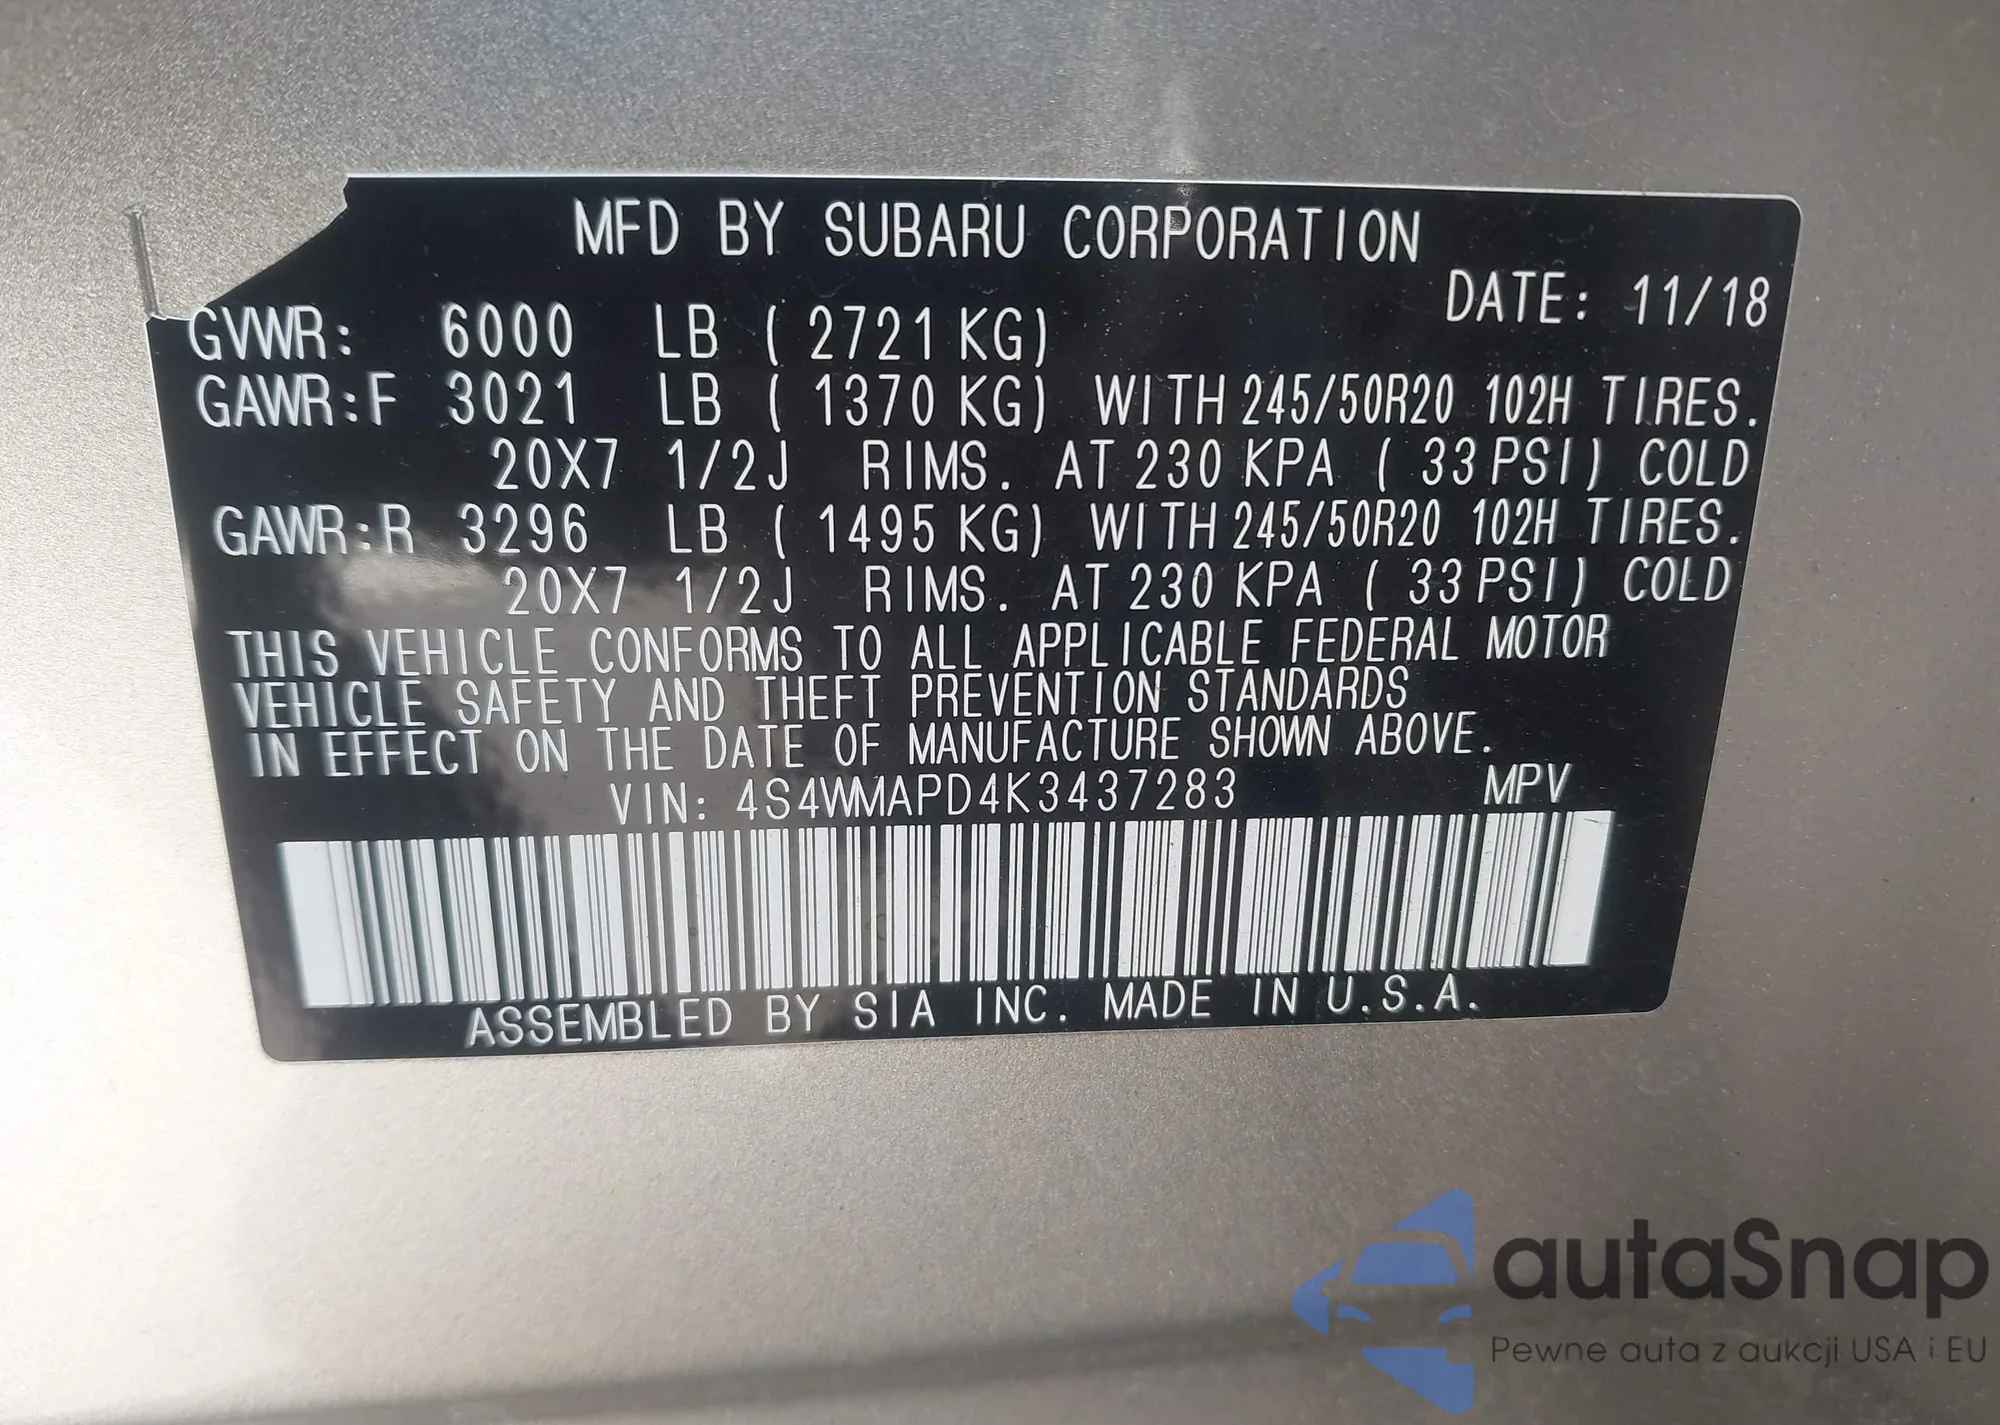 MFD BY SUBARU CORPORATION
DATE: 11/18
GVWR: 6000 LB ( 2721 KG)
GAWR:F 3021 LB ( 1370 KG) WITH 245/50R20 102H TIRES.
20X7 1/2J RIMS. AT 230 KPA ( 33 PSI) COLD
GAWR:R 3296 LB ( 1495 KG) WITH 245/50R20 102H TIRES.
20X7 1/2J RIMS. AT 230 KPA ( 33 PSI) COLD
THIS VEHICLE CONFORMS TO ALL APPLICABLE FEDERAL MOTOR
VEHICLE SAFETY AND THEFT PREVENTION STANDARDS
IN EFFECT ON THE DATE OF MANUFACTURE SHOWN ABOVE.
VIN: 4S4WMAPD4K3437283 MPV
ASSEMBLED BY SIA INC. MADE IN U.S.A.
autaSnap
Pewne auta z aukcji USA i EU